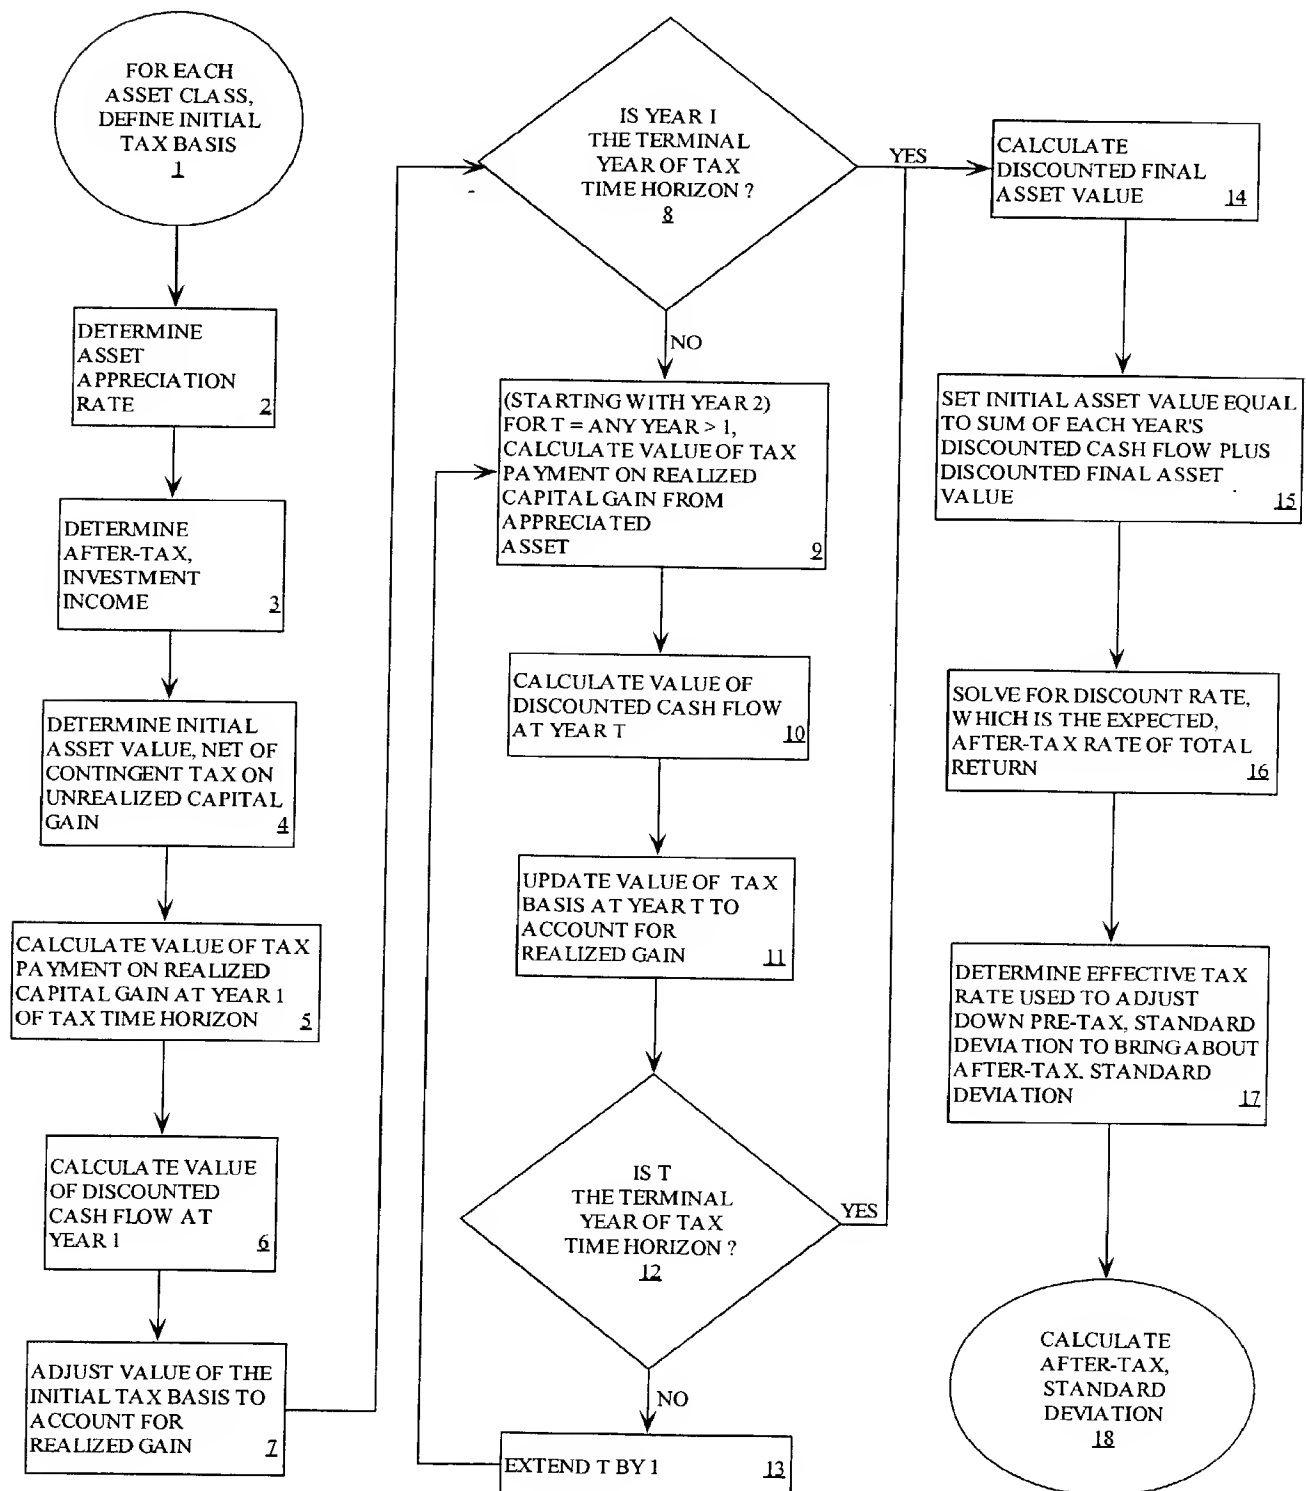 FOR EACH
ASSET CLASS,
DEFINE INITIAL
TAX BASIS
1
DETERMINE
ASSET
APPRECIATION
RATE 2
DETERMINE
AFTER-TAX,
INVESTMENT
INCOME 3
DETERMINE INITIAL
ASSET VALUE, NET OF
CONTINGENT TAX ON
UNREALIZED CAPITAL
GAIN 4
CALCULATE VALUE OF TAX
PAYMENT ON REALIZED
CAPITAL GAIN AT YEAR 1
OF TAX TIME HORIZON 5
CALCULATE VALUE
OF DISCOUNTED
CASH FLOW AT
YEAR 1 6
ADJUST VALUE OF THE
INITIAL TAX BASIS TO
ACCOUNT FOR
REALIZED GAIN 7
IS YEAR 1
THE TERMINAL
YEAR OF TAX
TIME HORIZON ?
8
YES
NO
(STARTING WITH YEAR 2)
FOR T = ANY YEAR > 1,
CALCULATE VALUE OF TAX
PAYMENT ON REALIZED
CAPITAL GAIN FROM
APPRECIATED
ASSET 9
CALCULATE VALUE OF
DISCOUNTED CASH FLOW
AT YEAR T 10
UPDATE VALUE OF TAX
BASIS AT YEAR T TO
ACCOUNT FOR
REALIZED GAIN 11
IS T
THE TERMINAL
YEAR OF TAX
TIME HORIZON ?
12
YES
NO
EXTEND T BY 1 13
CALCULATE
DISCOUNTED FINAL
ASSET VALUE 14
SET INITIAL ASSET VALUE EQUAL
TO SUM OF EACH YEAR'S
DISCOUNTED CASH FLOW PLUS
DISCOUNTED FINAL ASSET
VALUE 15
SOLVE FOR DISCOUNT RATE,
WHICH IS THE EXPECTED,
AFTER-TAX RATE OF TOTAL
RETURN 16
DETERMINE EFFECTIVE TAX
RATE USED TO ADJUST
DOWN PRE-TAX, STANDARD
DEVIATION TO BRING ABOUT
AFTER-TAX. STANDARD
DEVIATION 17
CALCULATE
AFTER-TAX,
STANDARD
DEVIATION
18